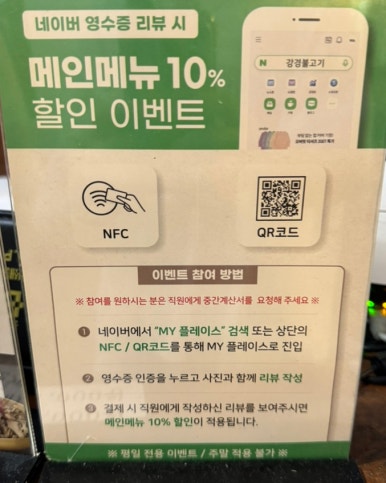 네이버 영수증 리뷰 시
메인메뉴 10%
할인 이벤트
N 강경불고기
NFC
QR코드
이벤트 참여 방법
※ 참여를 원하시는 분은 직원에게 중간계산서를 요청해 주세요 ※
1 네이버에서 "MY 플레이스" 검색 또는 상단의
NFC / QR코드를 통해 MY 플레이스로 진입
2 영수증 인증을 누르고 사진과 함께 리뷰 작성
3 결제 시 직원에게 작성하신 리뷰를 보여주시면
메인메뉴 10% 할인이 적용됩니다.
※ 평일 전용 이벤트 / 주말 적용 불가 ※